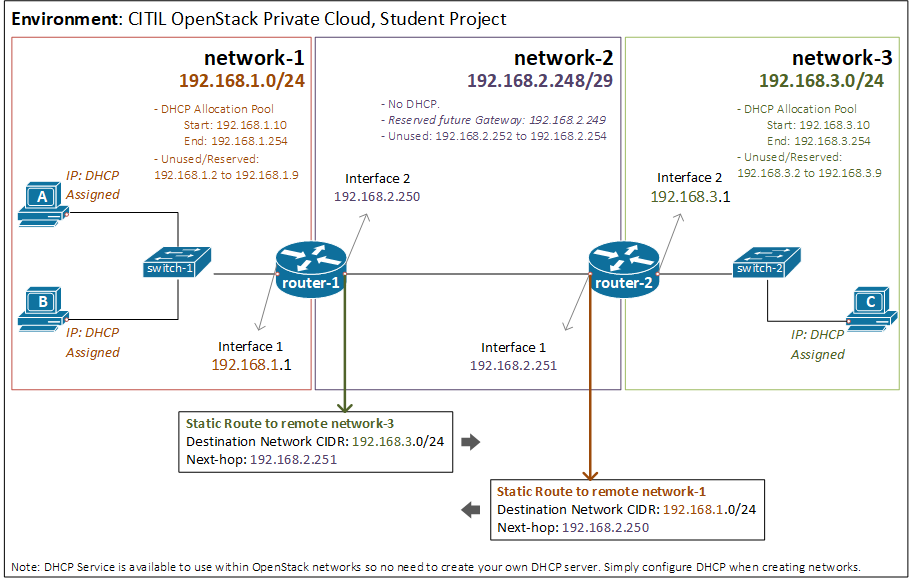 Environment: CITIL OpenStack Private Cloud, Student Project
network-1
192.168.1.0/24
- DHCP Allocation Pool
Start: 192.168.1.10
End: 192.168.1.254
- Unused/Reserved:
192.168.1.2 to 192.168.1.9
IP: DHCP
Assigned
A
switch-1
B
IP: DHCP
Assigned
router-1
Interface 1
192.168.1.1
network-2
192.168.2.248/29
- No DHCP.
- Reserved future Gateway: 192.168.2.249
- Unused: 192.168.2.252 to 192.168.2.254
Interface 2
192.168.2.250
Interface 1
192.168.2.251
router-2
network-3
192.168.3.0/24
- DHCP Allocation Pool
Start: 192.168.3.10
End: 192.168.3.254
- Unused/Reserved:
192.168.3.2 to 192.168.3.9
Interface 2
192.168.3.1
switch-2
C
IP: DHCP
Assigned
Static Route to remote network-3
Destination Network CIDR: 192.168.3.0/24
Next-hop: 192.168.2.251
Static Route to remote network-1
Destination Network CIDR: 192.168.1.0/24
Next-hop: 192.168.2.250
Note: DHCP Service is available to use within OpenStack networks so no need to create your own DHCP server. Simply configure DHCP when creating networks.